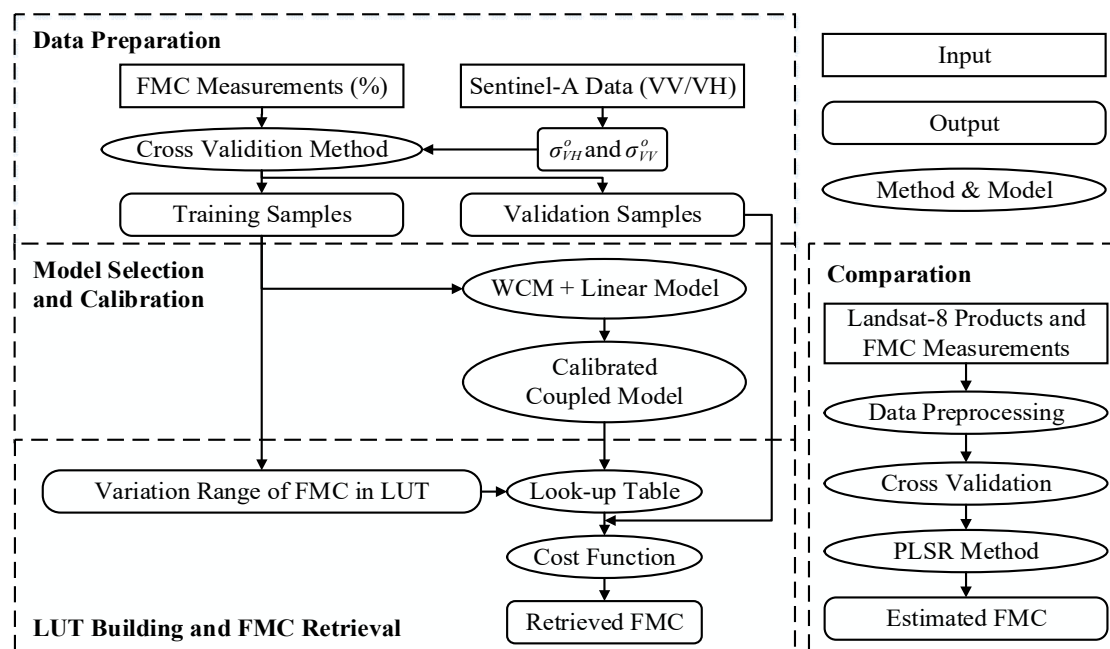 Data Preparation
FMC Measurements (%)
Sentinel-A Data (VV/VH)
Cross Validition Method
σ°VH and σ°VV
Training Samples
Validation Samples
Model Selection
and Calibration
WCM + Linear Model
Calibrated
Coupled Model
Variation Range of FMC in LUT
Look-up Table
Cost Function
Retrieved FMC
LUT Building and FMC Retrieval
Input
Output
Method & Model
Comparation
Landsat-8 Products and
FMC Measurements
Data Preprocessing
Cross Validation
PLSR Method
Estimated FMC